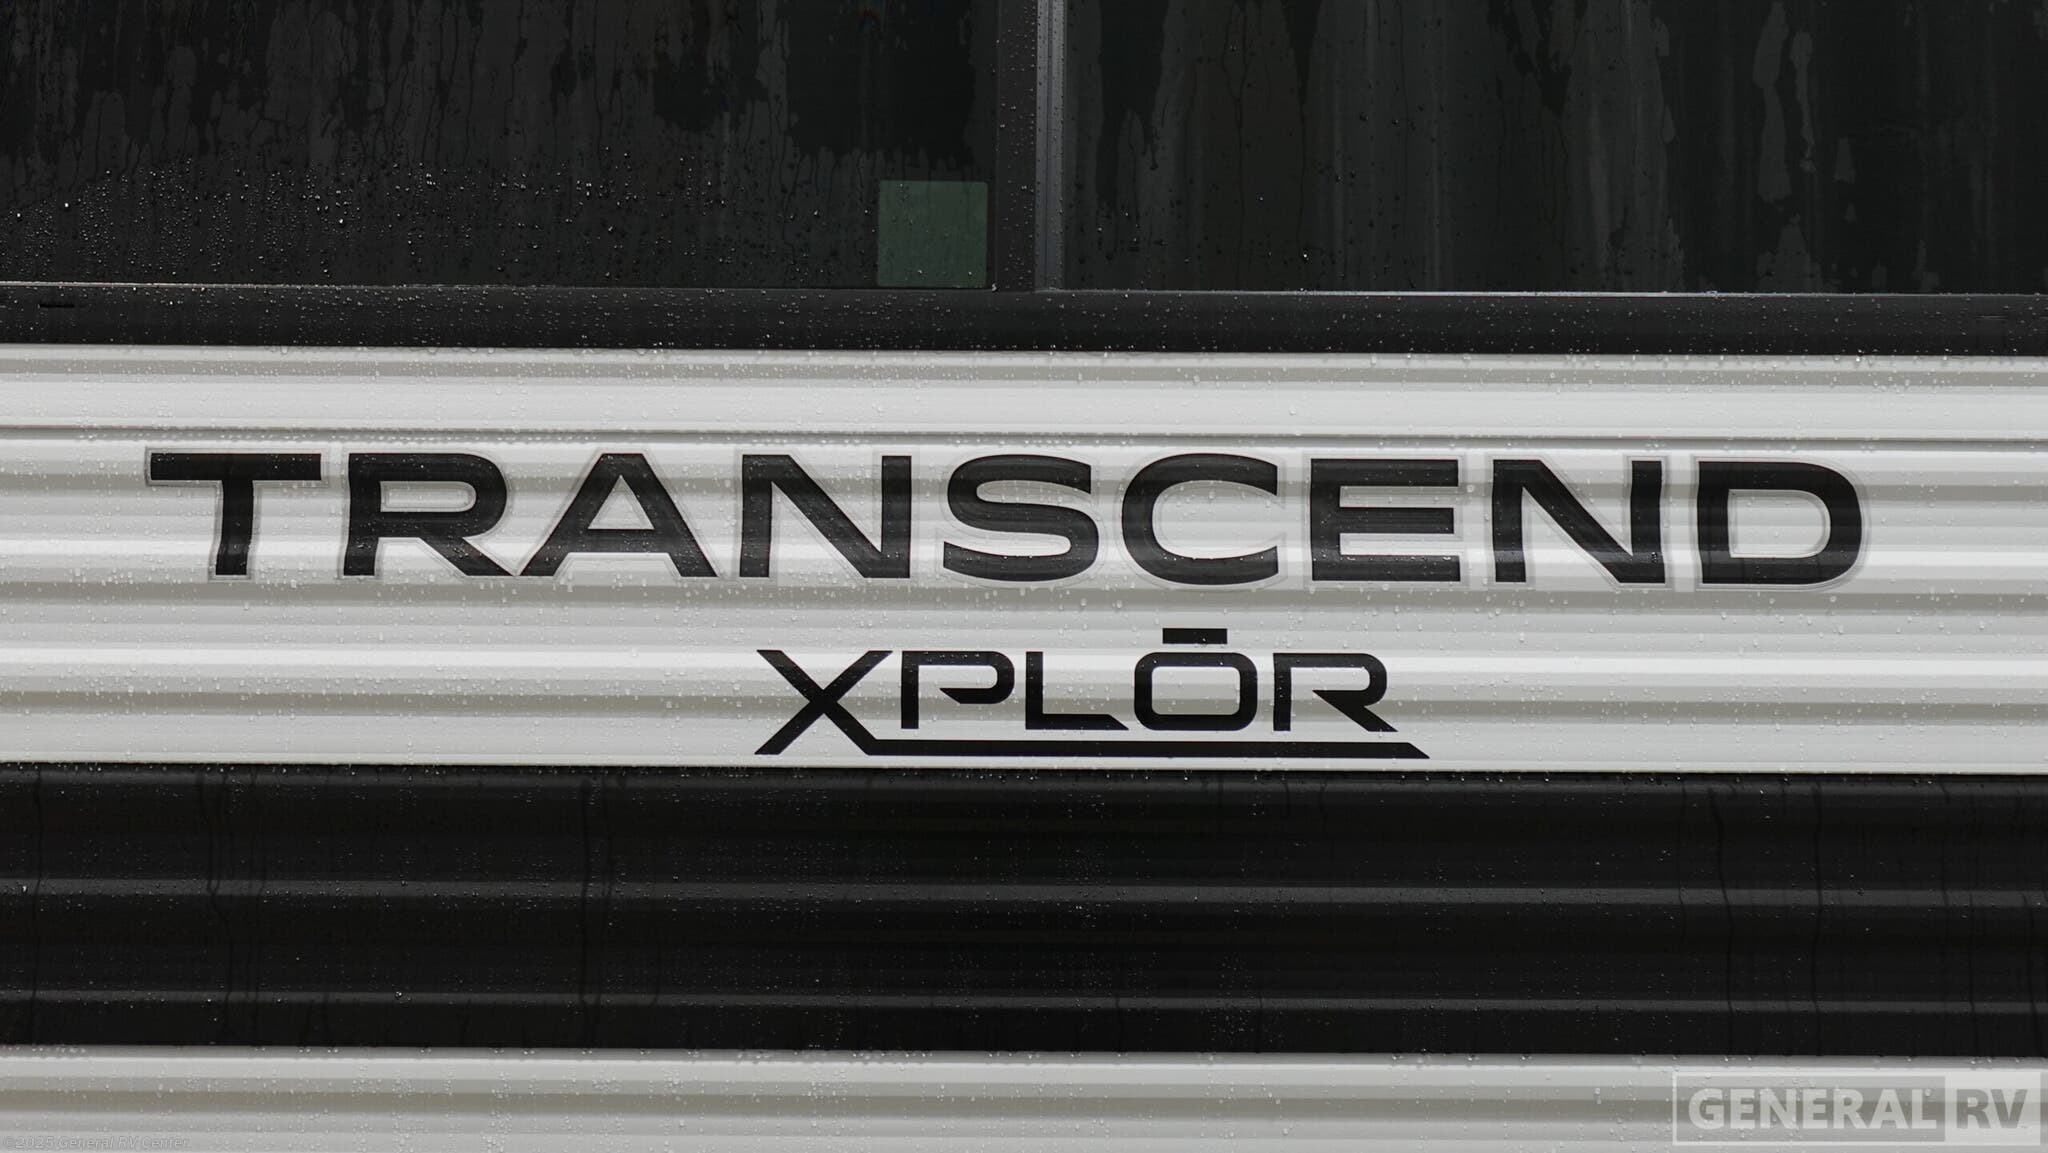 TRANSCEND
XPLŌR
GENERAL RV
©2025 General RV Center